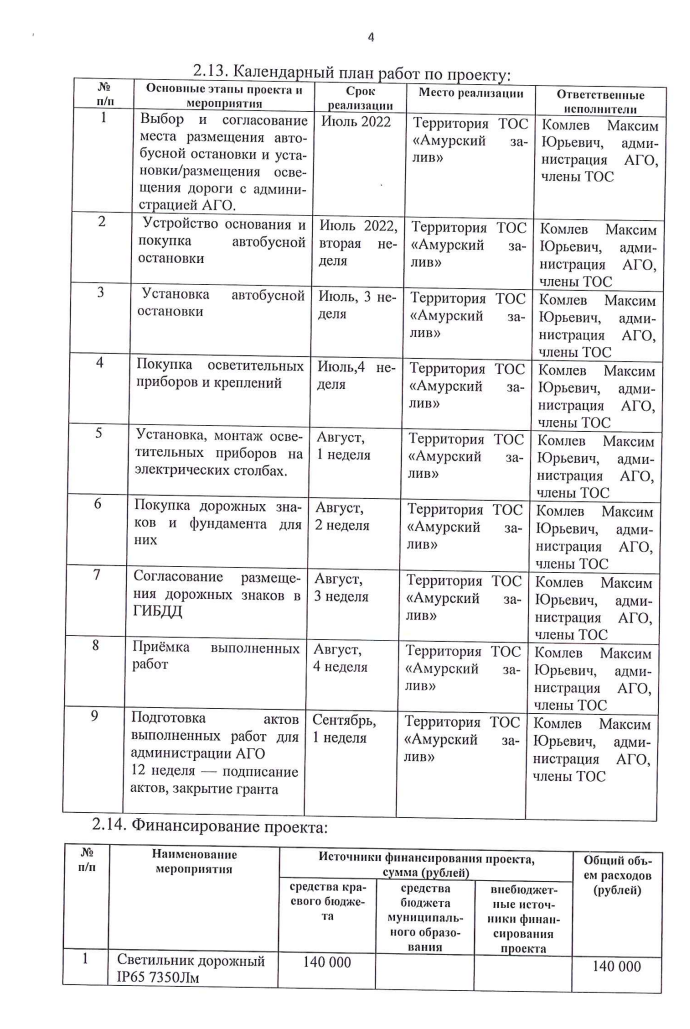 4
2.13. Календарный план работ по проекту:
№
п/п
Основные этапы проекта и
мероприятия
Срок
реализации
Место реализации
Ответственные
исполнители
1
Выбор и согласование
места размещения авто-
бусной остановки и уста-
новки/размещения осве-
щения дороги с админи-
страцией АГО.
Июль 2022
Территория ТОС
«Амурский за-
лив»
Комлев Максим
Юрьевич, адми-
нистрация АГО,
члены ТОС
2
Устройство основания и
покупка автобусной
остановки
Июль 2022,
вторая не-
деля
Территория ТОС
«Амурский за-
лив»
Комлев Максим
Юрьевич, адми-
нистрация АГО,
члены ТОС
3
Установка автобусной
остановки
Июль, 3 не-
деля
Территория ТОС
«Амурский за-
лив»
Комлев Максим
Юрьевич, адми-
нистрация АГО,
члены ТОС
4
Покупка осветительных
приборов и креплений
Июль,4 не-
деля
Территория ТОС
«Амурский за-
лив»
Комлев Максим
Юрьевич, адми-
нистрация АГО,
члены ТОС
5
Установка, монтаж осве-
тительных приборов на
электрических столбах.
Август,
1 неделя
Территория ТОС
«Амурский за-
лив»
Комлев Максим
Юрьевич, адми-
нистрация АГО,
члены ТОС
6
Покупка дорожных зна-
ков и фундамента для
них
Август,
2 неделя
Территория ТОС
«Амурский за-
лив»
Комлев Максим
Юрьевич, адми-
нистрация АГО,
члены ТОС
7
Согласование размеще-
ния дорожных знаков в
ГИБДД
Август,
3 неделя
Территория ТОС
«Амурский за-
лив»
Комлев Максим
Юрьевич, адми-
нистрация АГО,
члены ТОС
8
Приёмка выполненных
работ
Август,
4 неделя
Территория ТОС
«Амурский за-
лив»
Комлев Максим
Юрьевич, адми-
нистрация АГО,
члены ТОС
9
Подготовка актов
выполненных работ для
администрации АГО
12 неделя — подписание
актов, закрытие гранта
Сентябрь,
1 неделя
Территория ТОС
«Амурский за-
лив»
Комлев Максим
Юрьевич, адми-
нистрация АГО,
члены ТОС
2.14. Финансирование проекта:
№
п/п
Наименование
мероприятия
Источники финансирования проекта,
сумма (рублей)
Общий объ-
ем расходов
(рублей)
средства кра-
евого бюдже-
та
средства
бюджета
муниципаль-
ного образо-
вания
внебюджет-
ные источ-
ники финан-
сирования
проекта
1
Светильник дорожный
IP65 7350Лм
140 000
140 000